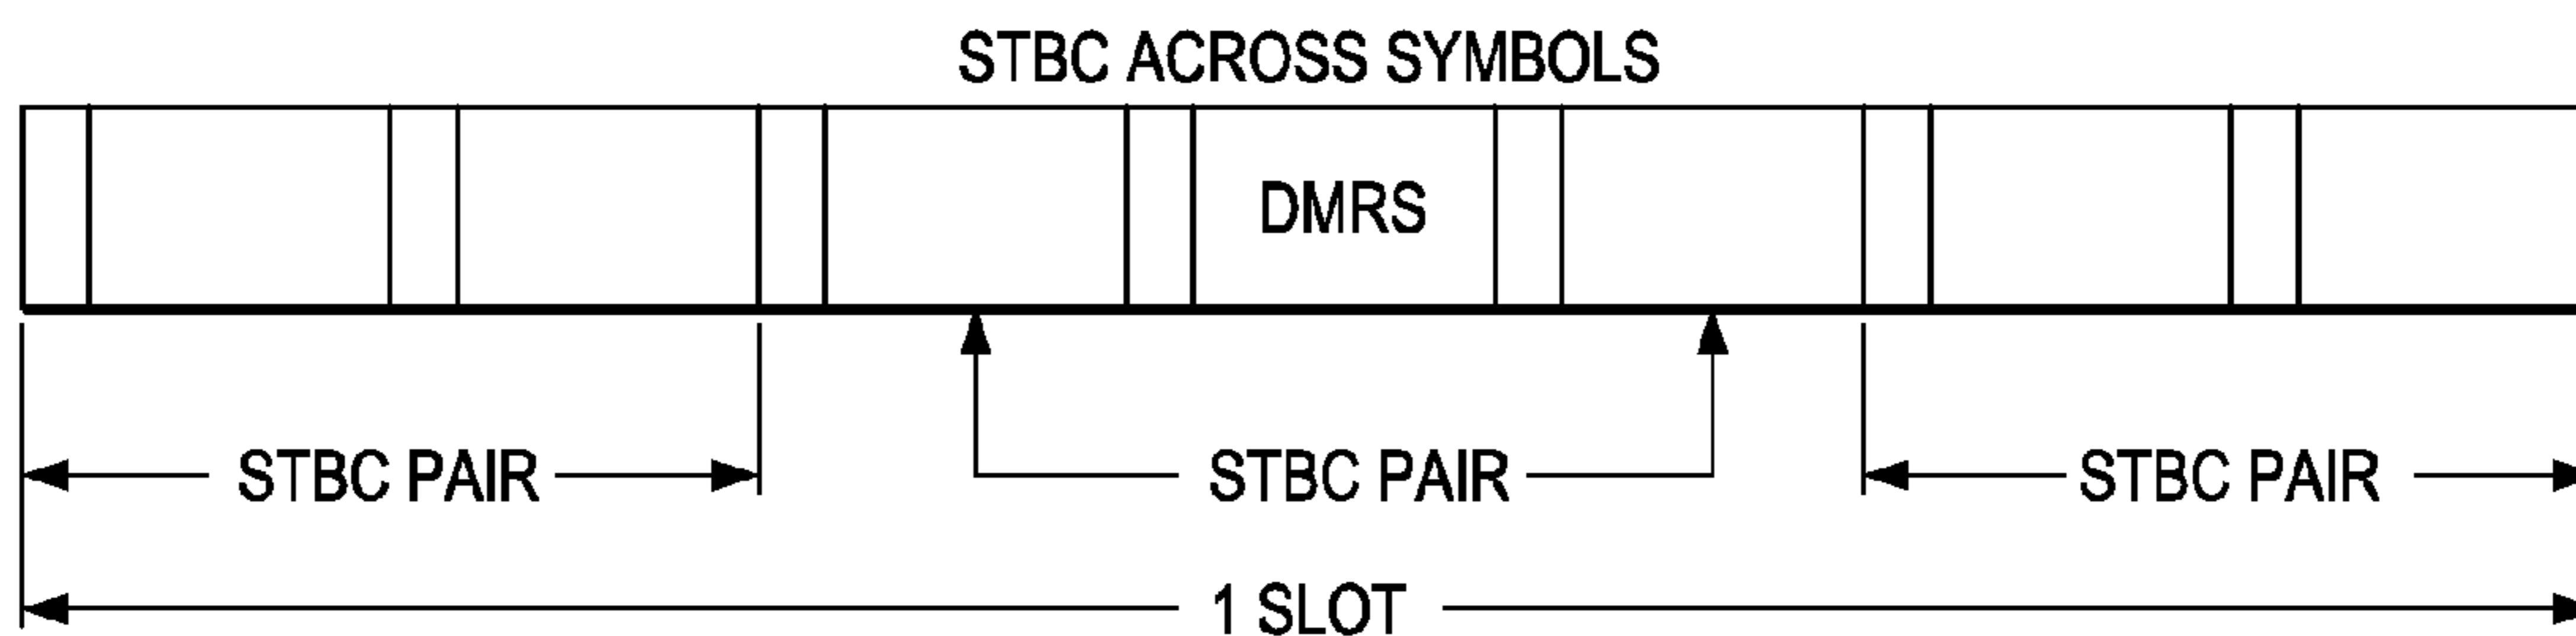 STBC ACROSS SYMBOLS
DMRS
STBC PAIR STBC PAIR STBC PAIR
1 SLOT